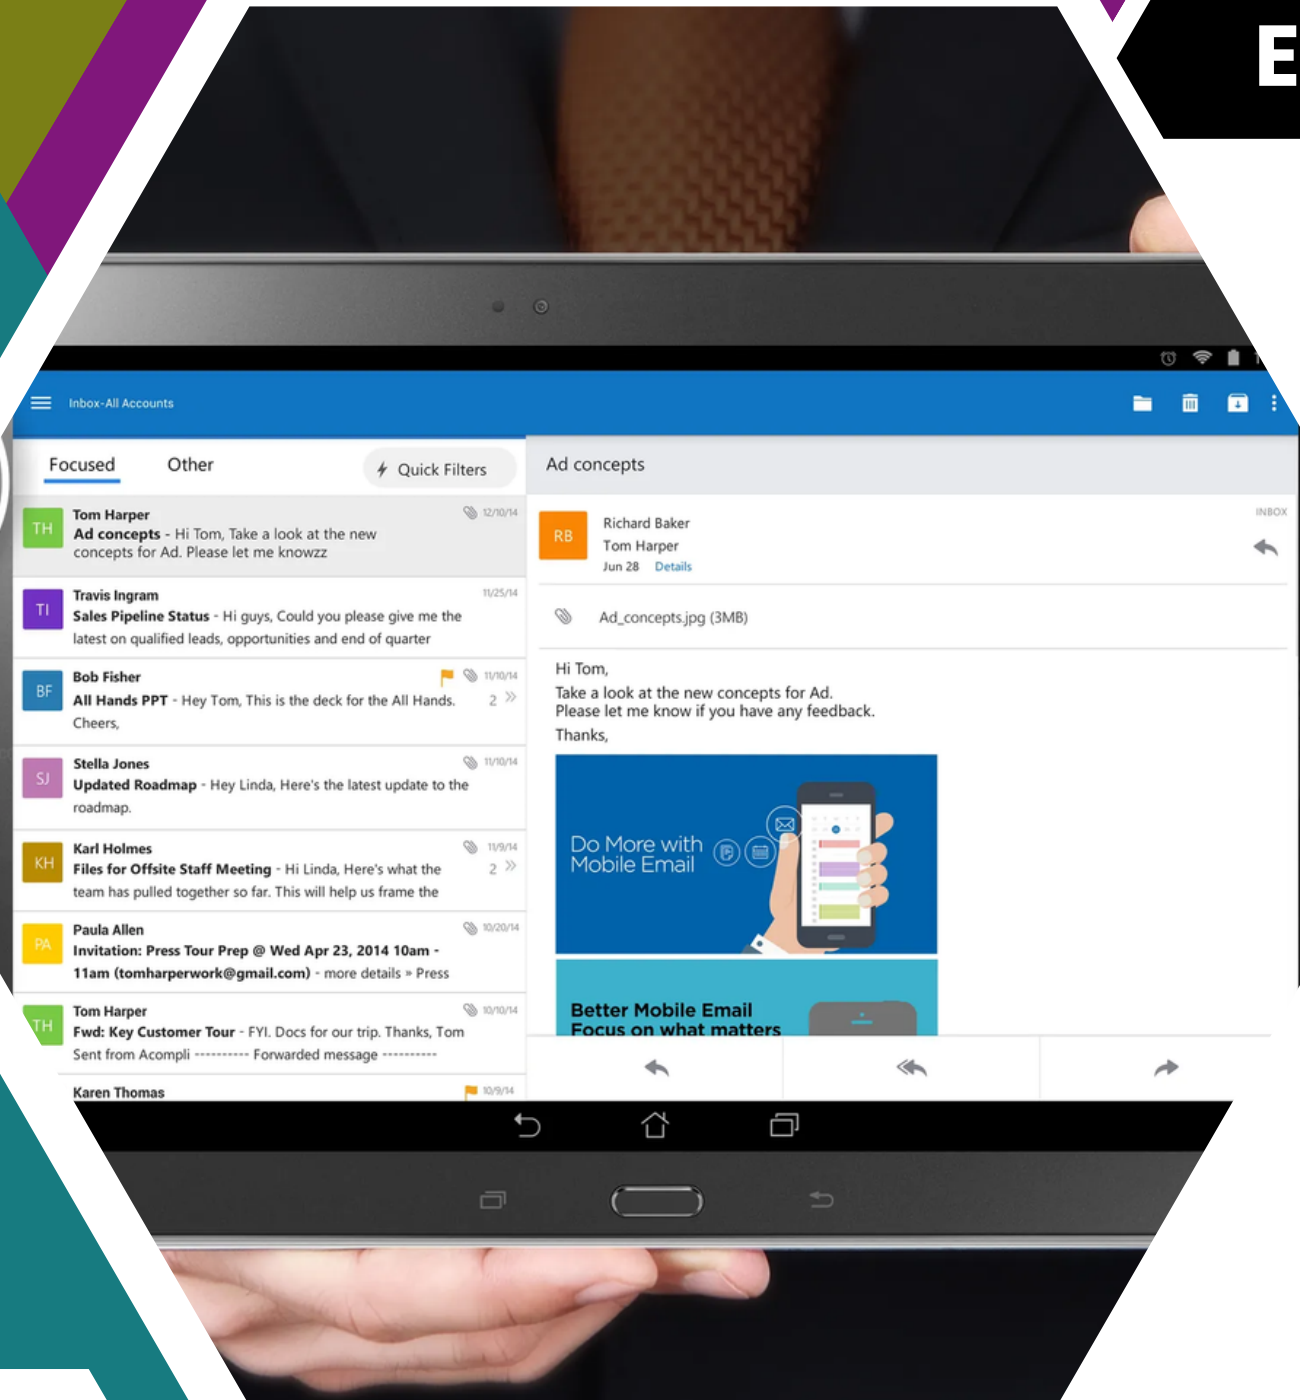 E
Inbox-All Accounts
Focused
Other
Quick Filters
TH
Tom Harper
12/10/14
Ad concepts - Hi Tom, Take a look at the new
concepts for Ad. Please let me knowzz
TI
Travis Ingram
11/25/14
Sales Pipeline Status - Hi guys, Could you please give me the
latest on qualified leads, opportunities and end of quarter
BF
Bob Fisher
11/10/14
All Hands PPT - Hey Tom, This is the deck for the All Hands.
2 »
Cheers,
SJ
Stella Jones
11/10/14
Updated Roadmap - Hey Linda, Here's the latest update to the
roadmap.
KH
Karl Holmes
11/9/14
Files for Offsite Staff Meeting - Hi Linda, Here's what the
2 »
team has pulled together so far. This will help us frame the
PA
Paula Allen
10/20/14
Invitation: Press Tour Prep @ Wed Apr 23, 2014 10am -
11am (tomharperwork@gmail.com) - more details » Press
TH
Tom Harper
10/10/14
Fwd: Key Customer Tour - FYI. Docs for our trip. Thanks, Tom
Sent from Acompli ---------- Forwarded message ----------
Karen Thomas
10/9/14
Ad concepts
RB
Richard Baker
INBOX
Tom Harper
Jun 28 Details
Ad_concepts.jpg (3MB)
Hi Tom,
Take a look at the new concepts for Ad.
Please let me know if you have any feedback.
Thanks,
Do More with
Mobile Email
Better Mobile Email
Focus on what matters